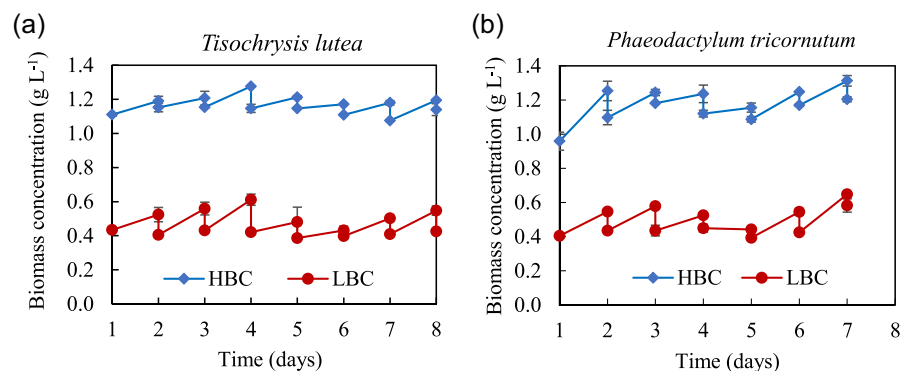 (a)
Tisochrysis lutea
Biomass concentration (g L-1)
1.4
1.2
1.0
0.8
0.6
0.4
0.2
0.0
HBC
LBC
1 2 3 4 5 6 7 8
Time (days)
(b)
Phaeodactylum tricornutum
Biomass concentration (g L-1)
1.4
1.2
1.0
0.8
0.6
0.4
0.2
0.0
HBC
LBC
1 2 3 4 5 6 7 8
Time (days)